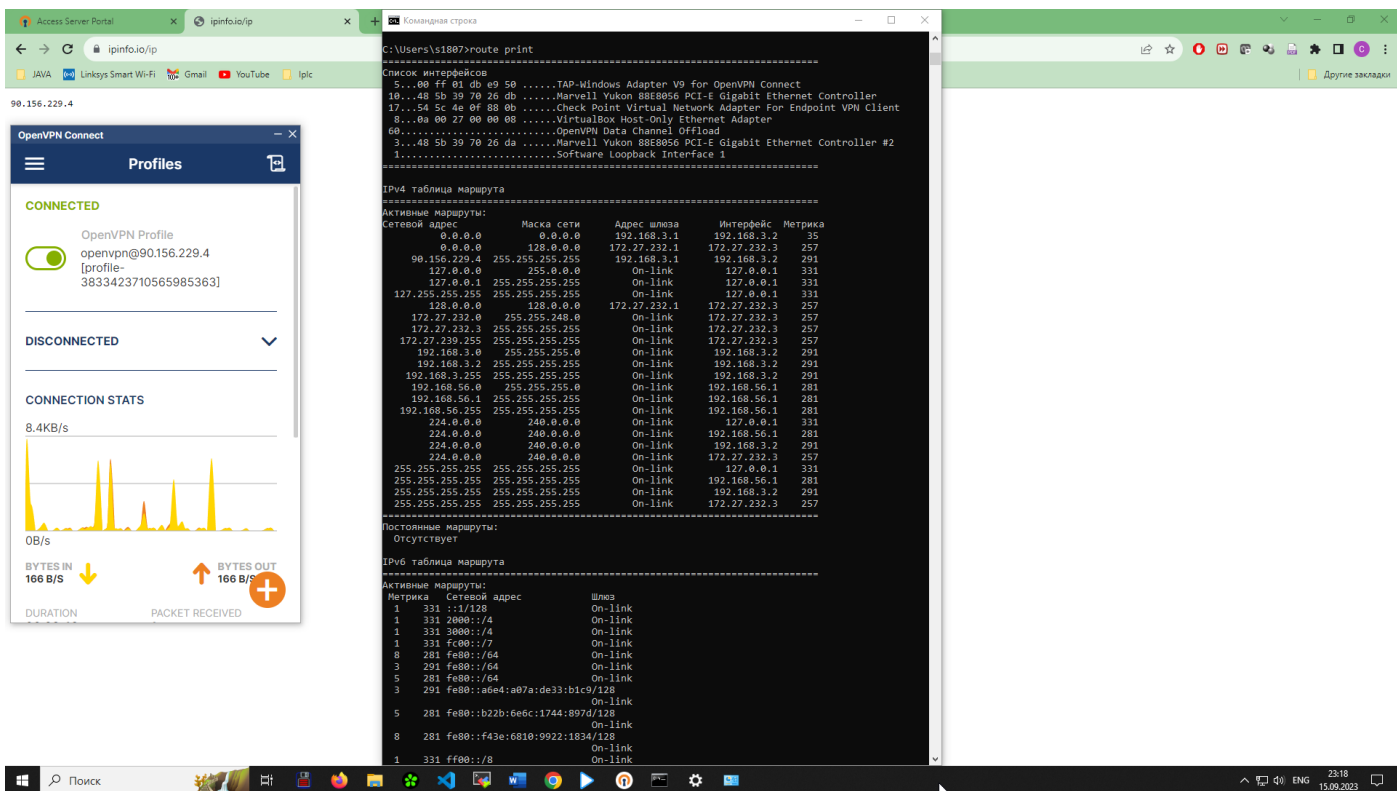 Access Server Portal
ipinfo.io/ip
ipinfo.io/ip
JAVA Linksys Smart Wi-Fi Gmail YouTube Iplc
Другие закладки
90.156.229.4
OpenVPN Connect
Profiles
CONNECTED
OpenVPN Profile
openvpn@90.156.229.4
[profile-
3833423710565985363]
DISCONNECTED
CONNECTION STATS
8.4KB/s
0B/s
BYTES IN
166 B/S
BYTES OUT
166 B/S
DURATION PACKET RECEIVED
Командная строка
C:\Users\s1807>route print
===========================================================================
Список интерфейсов
5...00 ff 01 db e9 50 ......TAP-Windows Adapter V9 for OpenVPN Connect
10...48 5b 39 70 26 db ......Marvell Yukon 88E8056 PCI-E Gigabit Ethernet Controller
17...54 5c 4e 0f 88 0b ......Check Point Virtual Network Adapter For Endpoint VPN Client
8...0a 00 27 00 00 08 ......VirtualBox Host-Only Ethernet Adapter
60...........................OpenVPN Data Channel Offload
3...48 5b 39 70 26 da ......Marvell Yukon 88E8056 PCI-E Gigabit Ethernet Controller #2
1...........................Software Loopback Interface 1
===========================================================================
IPv4 таблица маршрута
===========================================================================
Активные маршруты:
Сетевой адрес Маска сети Адрес шлюза Интерфейс Метрика
0.0.0.0 0.0.0.0 192.168.3.1 192.168.3.2 35
0.0.0.0 128.0.0.0 172.27.232.1 172.27.232.3 257
90.156.229.4 255.255.255.255 192.168.3.1 192.168.3.2 291
127.0.0.0 255.0.0.0 On-link 127.0.0.1 331
127.0.0.1 255.255.255.255 On-link 127.0.0.1 331
127.255.255.255 255.255.255.255 On-link 127.0.0.1 331
128.0.0.0 128.0.0.0 172.27.232.1 172.27.232.3 257
172.27.232.0 255.255.248.0 On-link 172.27.232.3 257
172.27.232.3 255.255.255.255 On-link 172.27.232.3 257
172.27.239.255 255.255.255.255 On-link 172.27.232.3 257
192.168.3.0 255.255.255.0 On-link 192.168.3.2 291
192.168.3.2 255.255.255.255 On-link 192.168.3.2 291
192.168.3.255 255.255.255.255 On-link 192.168.3.2 291
192.168.56.0 255.255.255.0 On-link 192.168.56.1 281
192.168.56.1 255.255.255.255 On-link 192.168.56.1 281
192.168.56.255 255.255.255.255 On-link 192.168.56.1 281
224.0.0.0 240.0.0.0 On-link 127.0.0.1 331
224.0.0.0 240.0.0.0 On-link 192.168.56.1 281
224.0.0.0 240.0.0.0 On-link 192.168.3.2 291
224.0.0.0 240.0.0.0 On-link 172.27.232.3 257
255.255.255.255 255.255.255.255 On-link 127.0.0.1 331
255.255.255.255 255.255.255.255 On-link 192.168.56.1 281
255.255.255.255 255.255.255.255 On-link 192.168.3.2 291
255.255.255.255 255.255.255.255 On-link 172.27.232.3 257
===========================================================================
Постоянные маршруты:
Отсутствует
IPv6 таблица маршрута
===========================================================================
Активные маршруты:
Метрика Сетевой адрес Шлюз
1 331 ::1/128 On-link
1 331 2000::/4 On-link
1 331 3000::/4 On-link
1 331 fc00::/7 On-link
8 281 fe80::/64 On-link
3 291 fe80::/64 On-link
5 281 fe80::/64 On-link
3 291 fe80::a6e4:a07a:de33:b1c9/128
On-link
5 281 fe80::b22b:6e6c:1744:897d/128
On-link
8 281 fe80::f43e:6810:9922:1834/128
On-link
1 331 ff00::/8 On-link
Поиск
ENG
23:18
15.09.2023